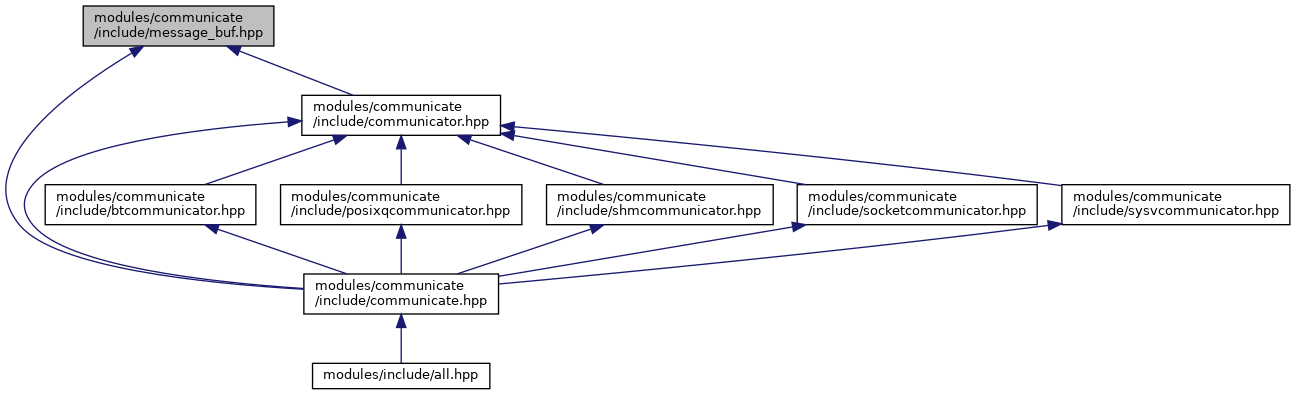 modules/communicate
/include/message_buf.hpp
modules/communicate
/include/communicator.hpp
modules/communicate
/include/btcommunicator.hpp
modules/communicate
/include/posixqcommunicator.hpp
modules/communicate
/include/shmcommunicator.hpp
modules/communicate
/include/socketcommunicator.hpp
modules/communicate
/include/sysvcommunicator.hpp
modules/communicate
/include/communicate.hpp
modules/include/all.hpp